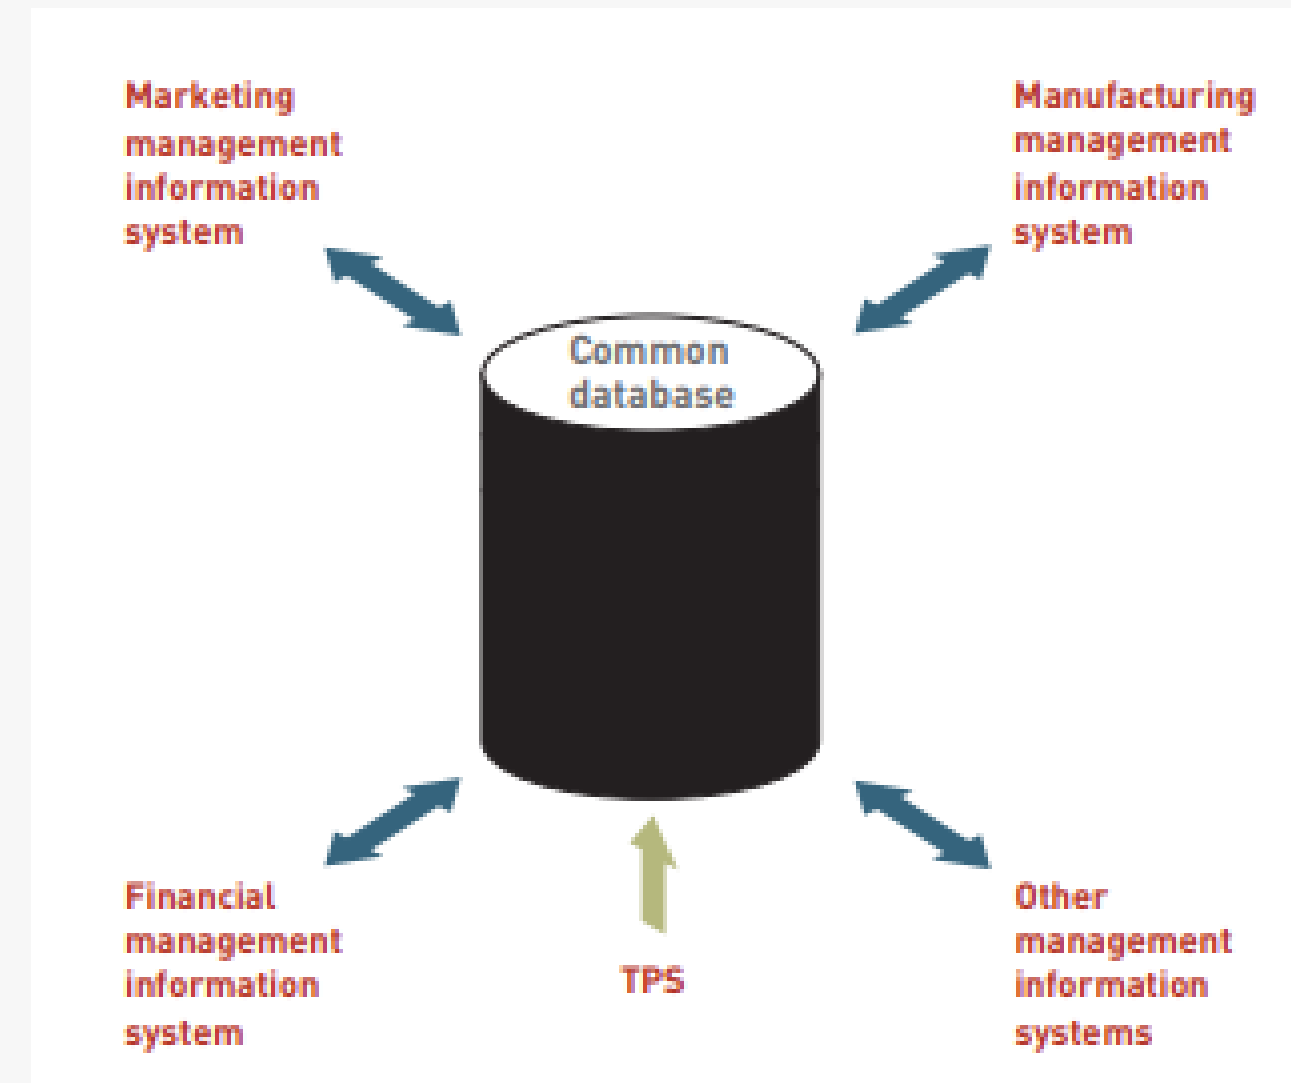 Marketing
management
information
system
Manufacturing
management
information
system
Common
database
Financial
management
information
system
TPS
Other
management
information
systems